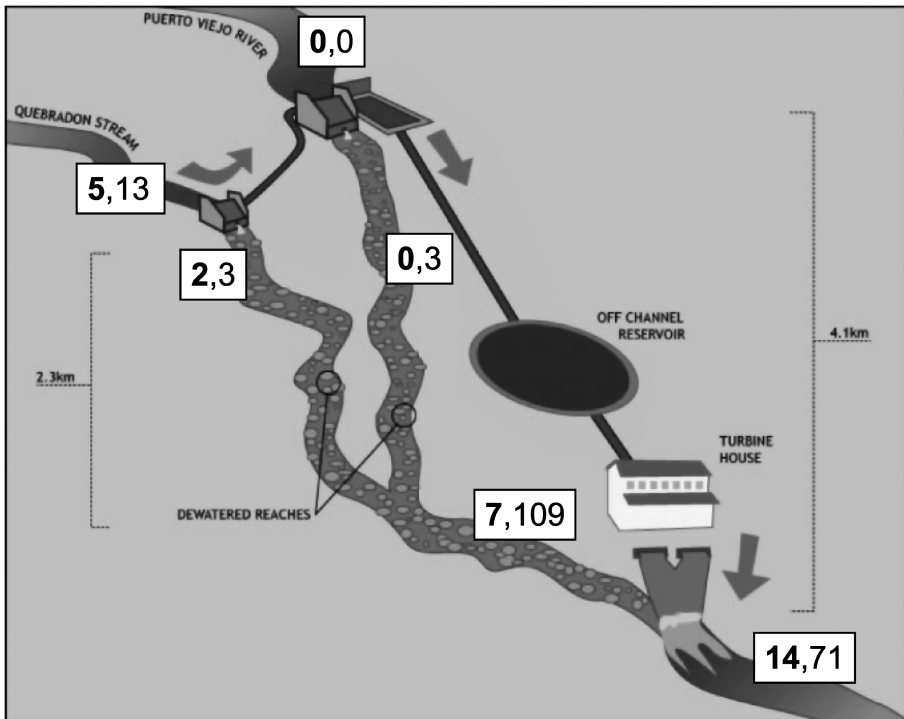 PUERTO VIEJO
RIVER
0,0
QUEBRADON
STREAM
5,13
2,3
0,3
OFF CHANNEL
RESERVOIR
4.1km
2.3km
TURBINE
HOUSE
DEWATERED REACHES
7,109
14,71